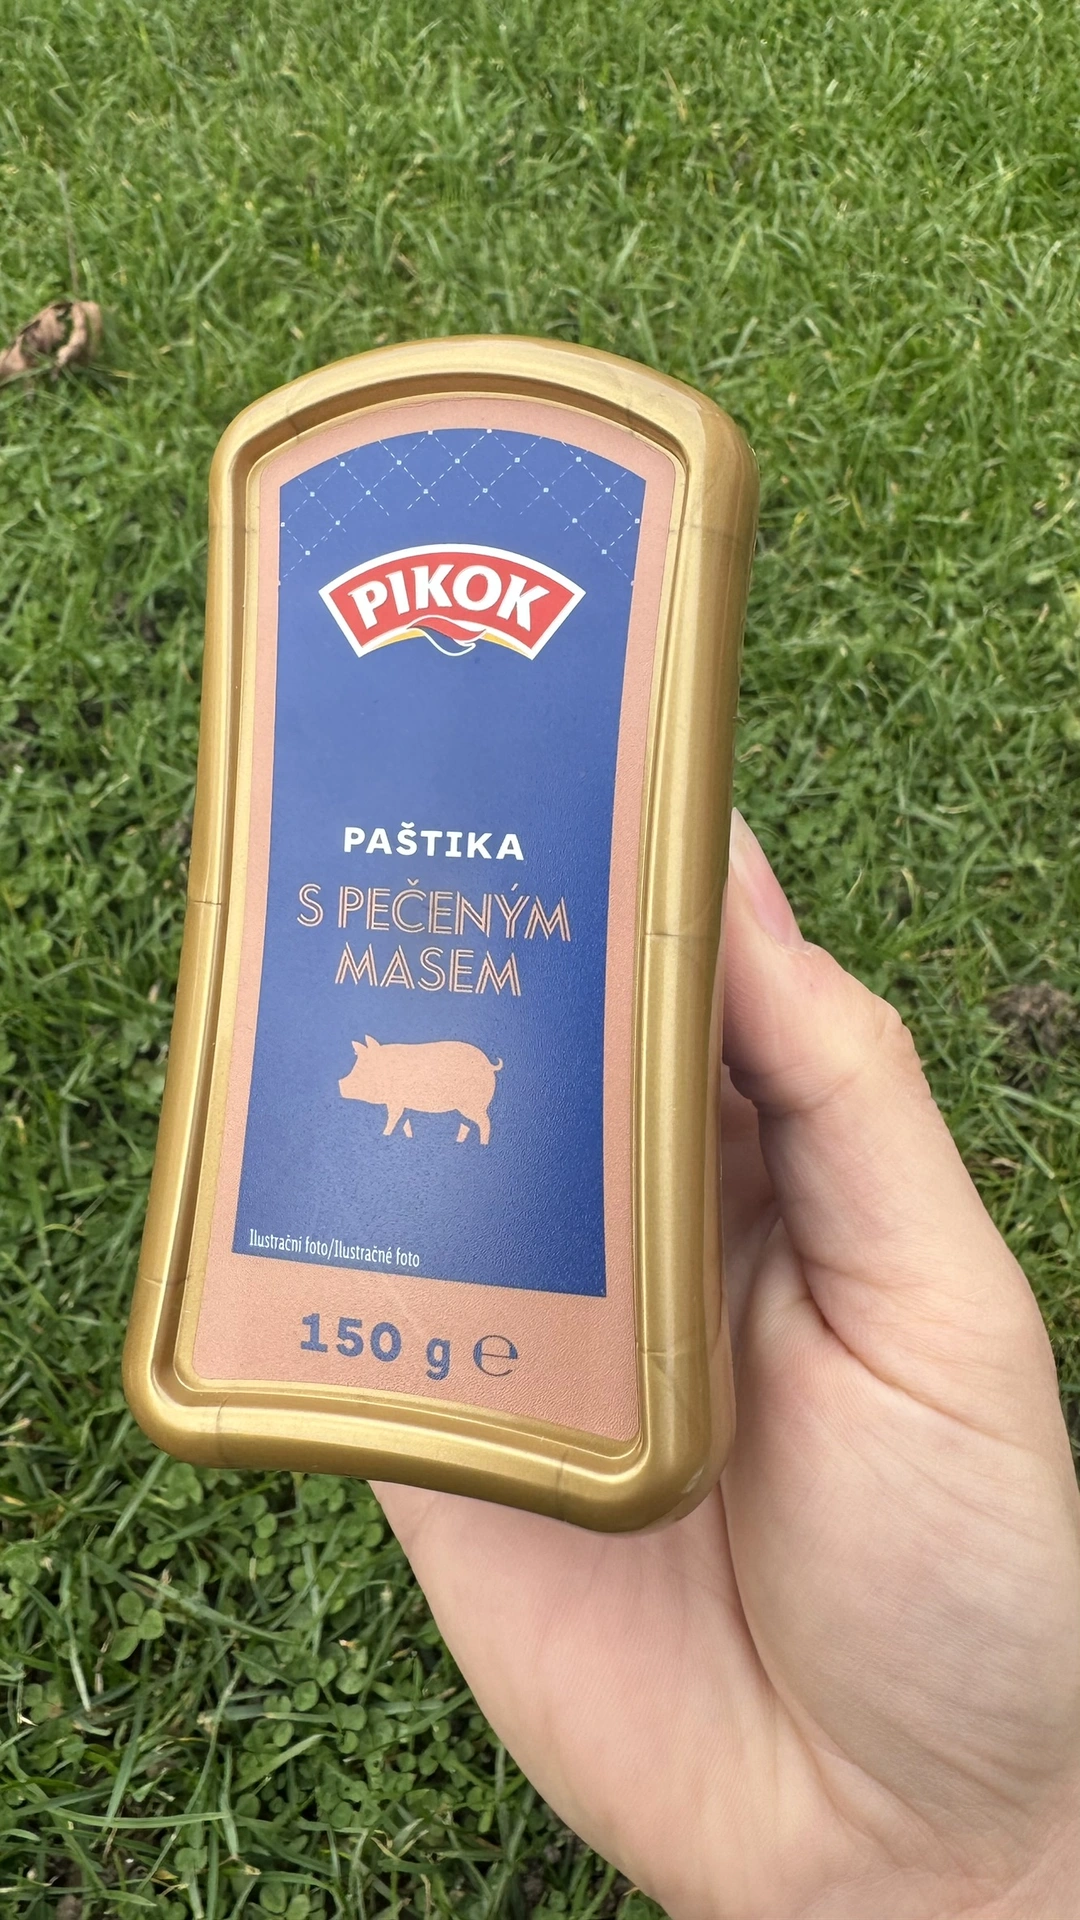 PIKOK
PAŠTIKA
S PEČENÝM
MASEM
Ilustrační foto/Ilustračné foto
150 g ℮